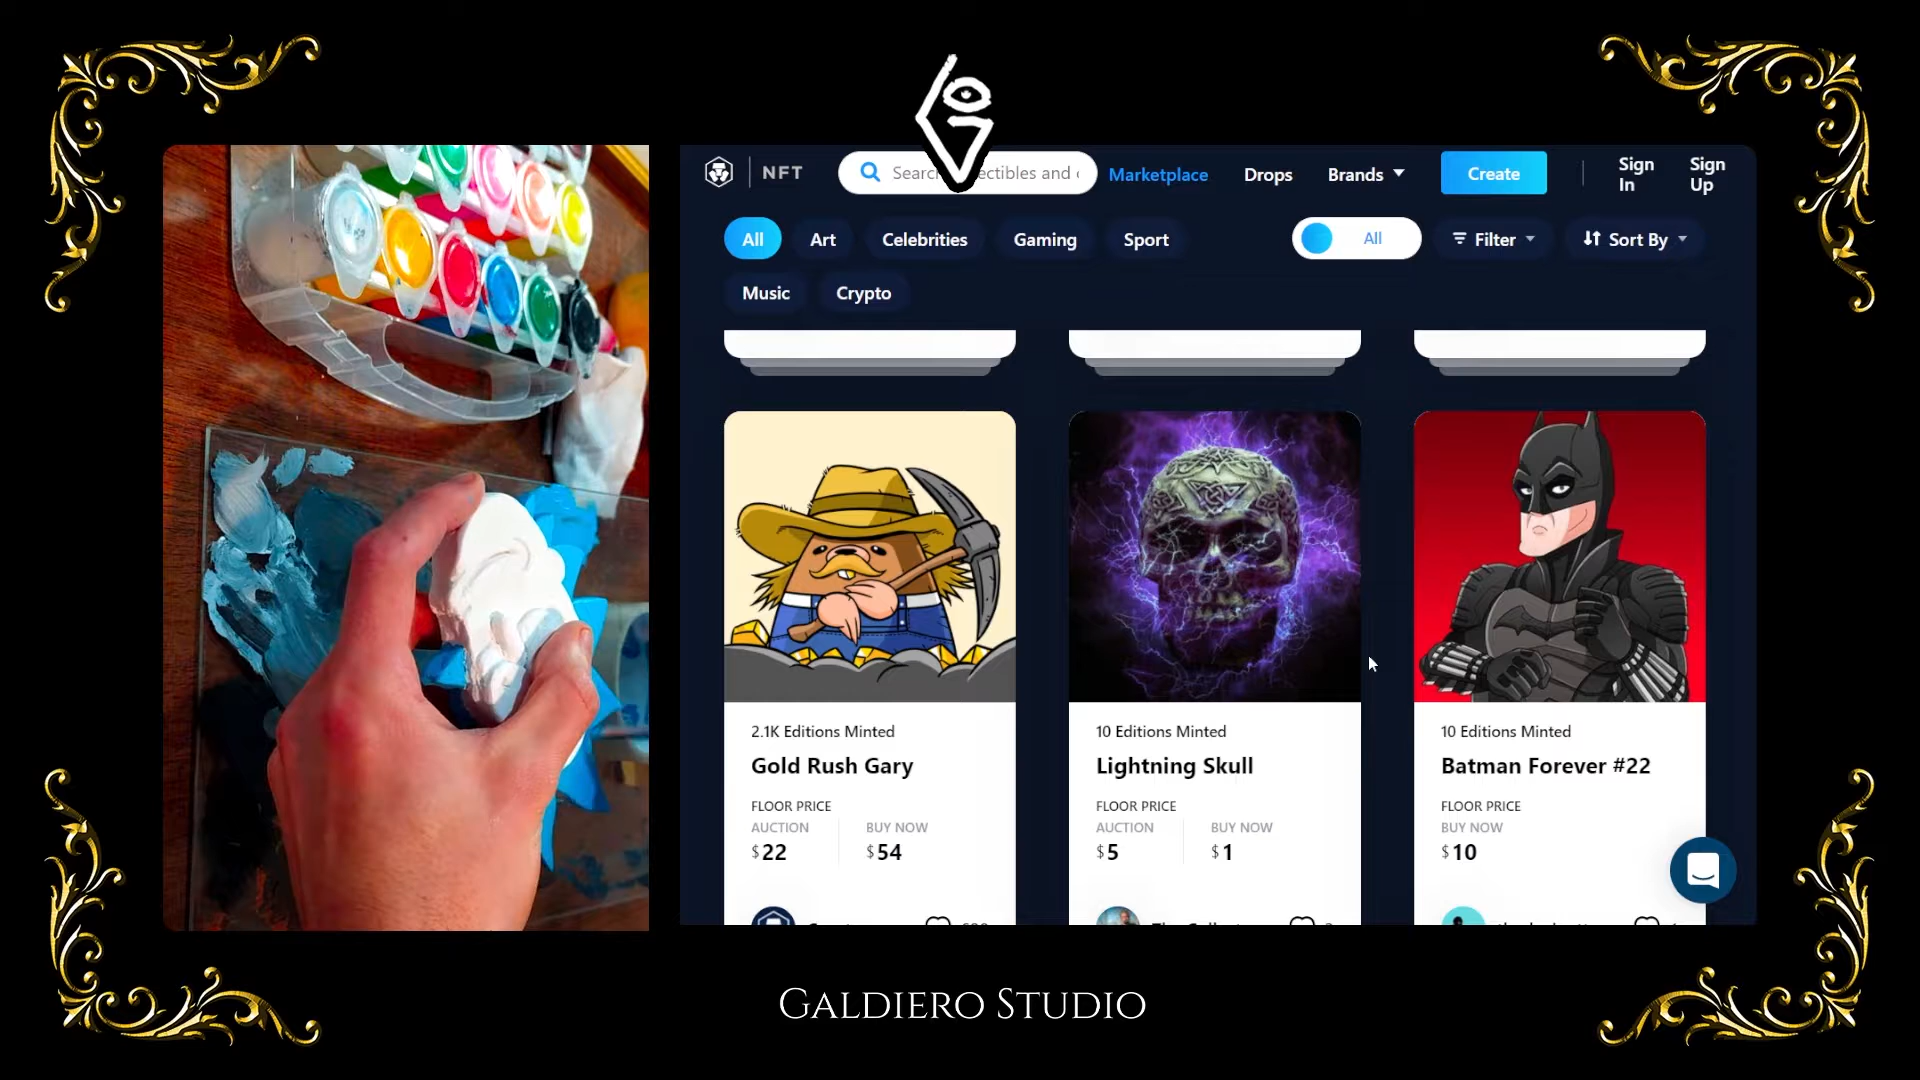 NFT
Marketplace
Drops
Brands
Create
Sign In
Sign Up
All
Art
Celebrities
Gaming
Sport
All
Filter
Sort By
Music
Crypto
2.1K Editions Minted
Gold Rush Gary
FLOOR PRICE
AUCTION
BUY NOW
$22
$54
10 Editions Minted
Lightning Skull
FLOOR PRICE
AUCTION
BUY NOW
$5
$1
10 Editions Minted
Batman Forever #22
FLOOR PRICE
BUY NOW
$10
GALDIERO STUDIO